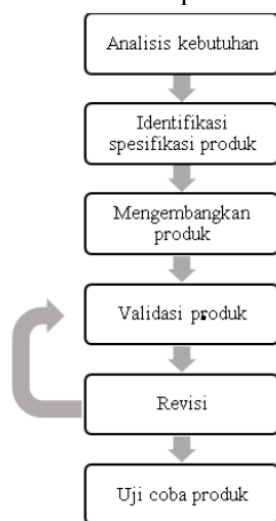 Analisis kebutuhan
Identifikasi
spesifikasi produk
Mengembangkan
produk
Validasi produk
Revisi
Uji coba produk